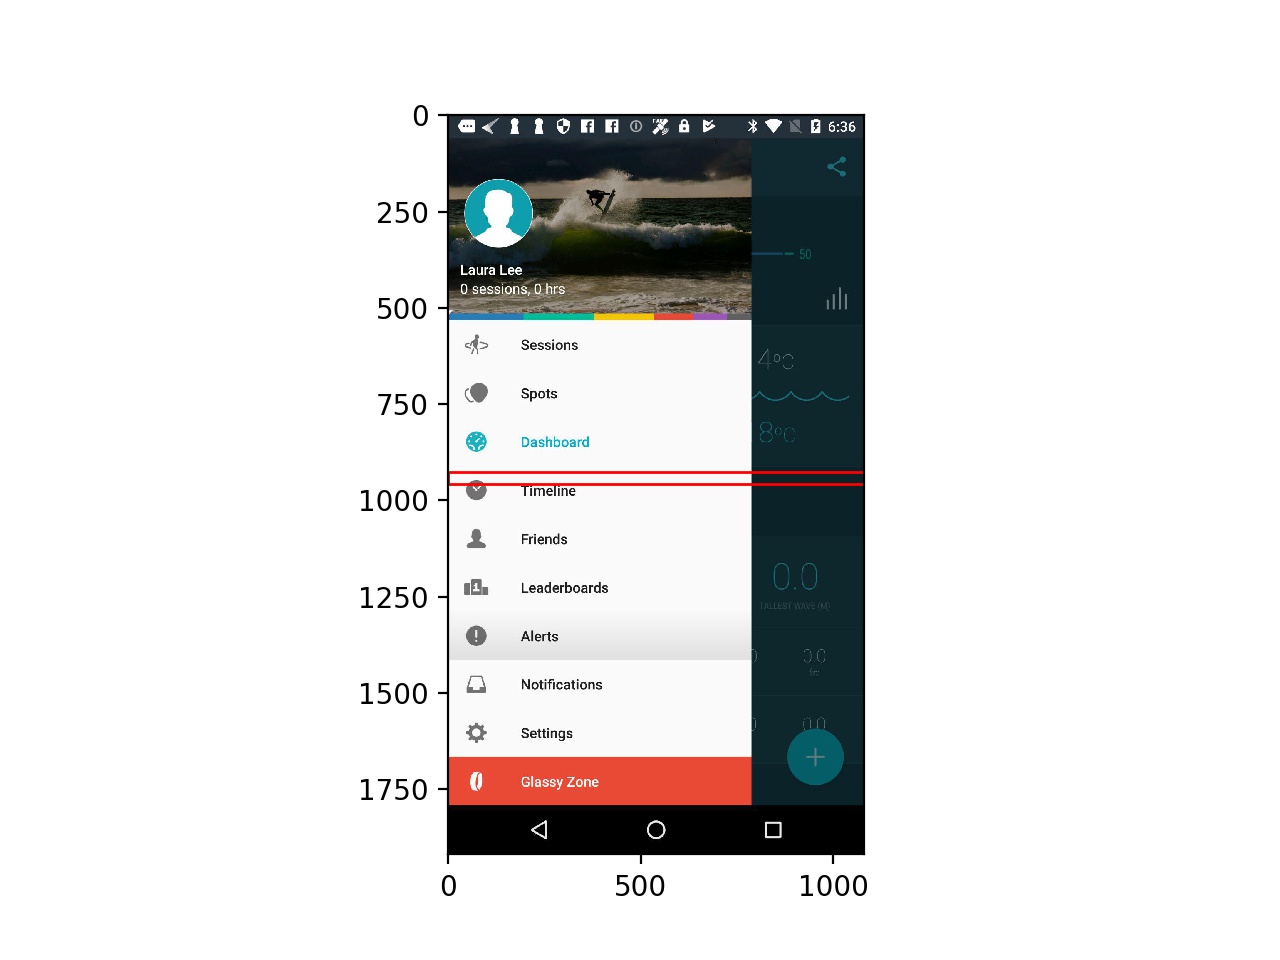 0
250
500
750
1000
1250
1500
1750
6:36
50
Laura Lee
0 sessions, 0 hrs
Sessions
4°C
Spots
8°C
Dashboard
Timeline
Friends
0.0
Leaderboards
TALLEST WAVE (M)
Alerts
0.0
Notifications
0.0
Settings
Glassy Zone
0
500
1000